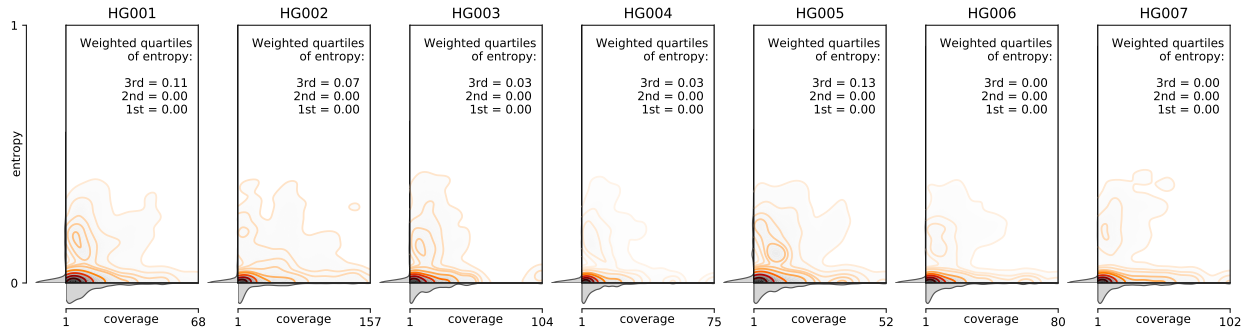 HG001 HG002 HG003 HG004 HG005 HG006 HG007
1
Weighted quartiles of entropy:
3rd = 0.11
2nd = 0.00
1st = 0.00
Weighted quartiles of entropy:
3rd = 0.07
2nd = 0.00
1st = 0.00
Weighted quartiles of entropy:
3rd = 0.03
2nd = 0.00
1st = 0.00
Weighted quartiles of entropy:
3rd = 0.03
2nd = 0.00
1st = 0.00
Weighted quartiles of entropy:
3rd = 0.13
2nd = 0.00
1st = 0.00
Weighted quartiles of entropy:
3rd = 0.00
2nd = 0.00
1st = 0.00
Weighted quartiles of entropy:
3rd = 0.00
2nd = 0.00
1st = 0.00
entropy
0
1 coverage 68 1 coverage 157 1 coverage 104 1 coverage 75 1 coverage 52 1 coverage 80 1 coverage 102